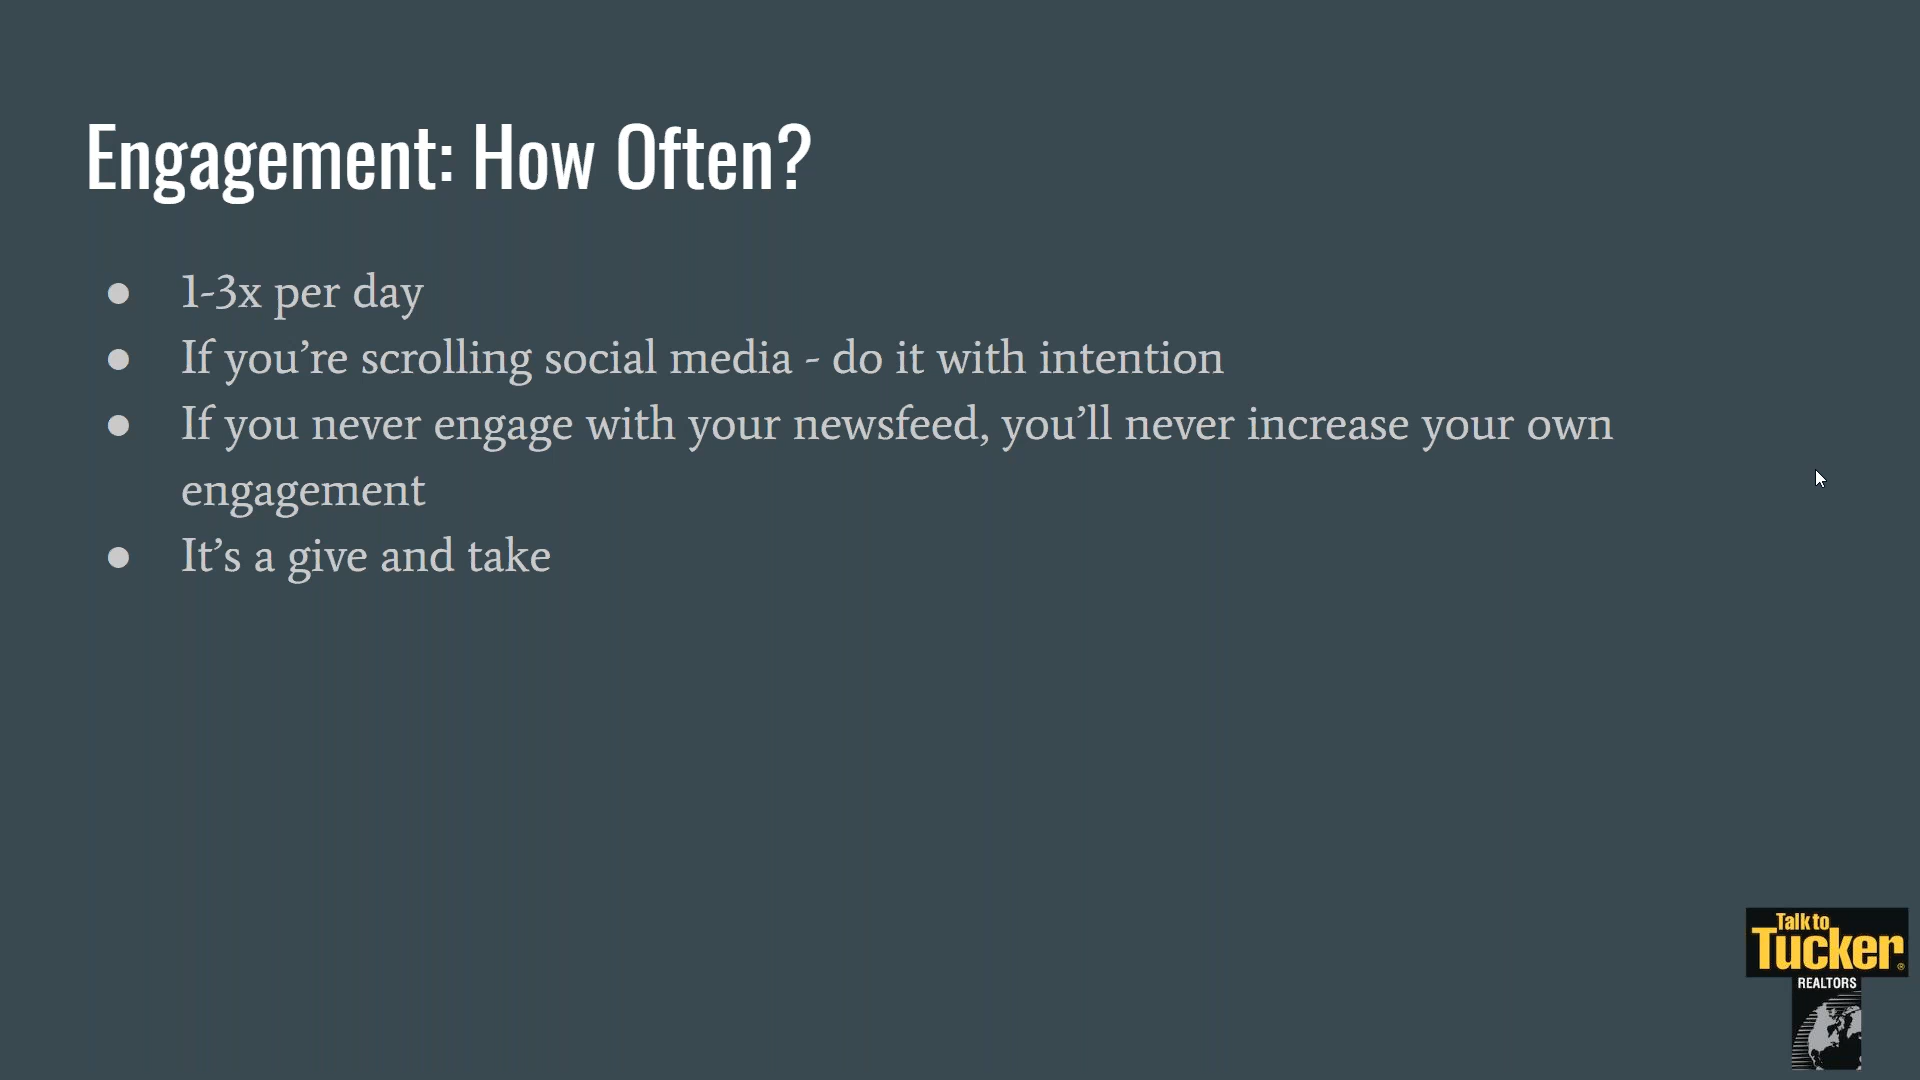 Engagement: How Often?
● 1-3x per day
● If you’re scrolling social media - do it with intention
● If you never engage with your newsfeed, you’ll never increase your own
engagement
● It’s a give and take
Talk to
Tucker®
REALTORS